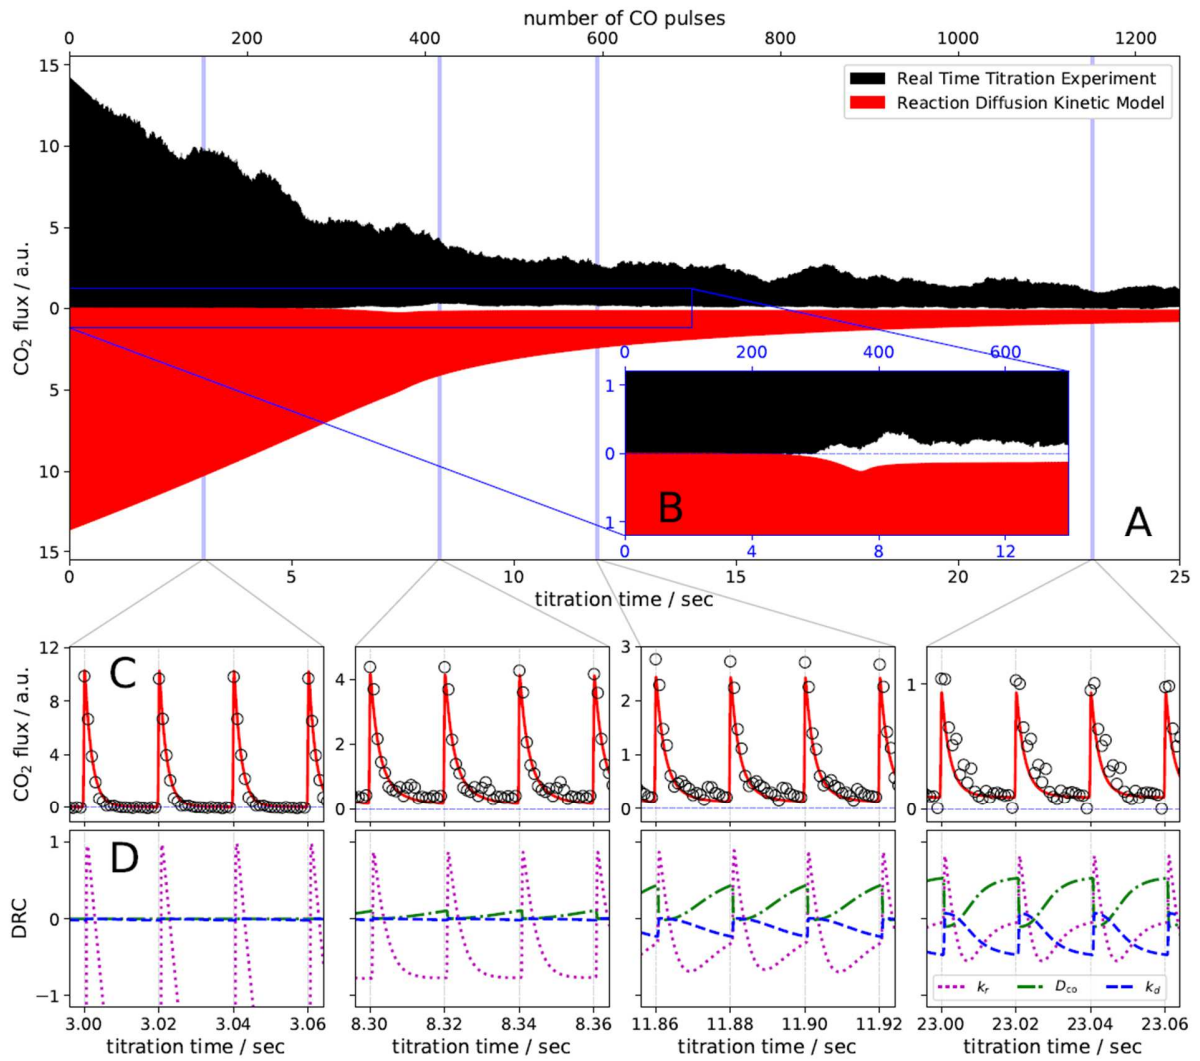 number of CO pulses
0 200 400 600 800 1000 1200
15
10
5
0
5
10
15
CO₂ flux / a.u.
Real Time Titration Experiment
Reaction Diffusion Kinetic Model
0 200 400 600
1
0
1
B
A
0 4 8 12
0 5 10 15 20 25
titration time / sec
12
8
4
0
CO₂ flux / a.u.
C
4
2
0
3
2
1
0
1
0
1
0
−1
DRC
D
kᵣ D_co k_d
3.00 3.02 3.04 3.06
8.30 8.32 8.34 8.36
11.86 11.88 11.90 11.92
23.00 23.02 23.04 23.06
titration time / sec
titration time / sec
titration time / sec
titration time / sec